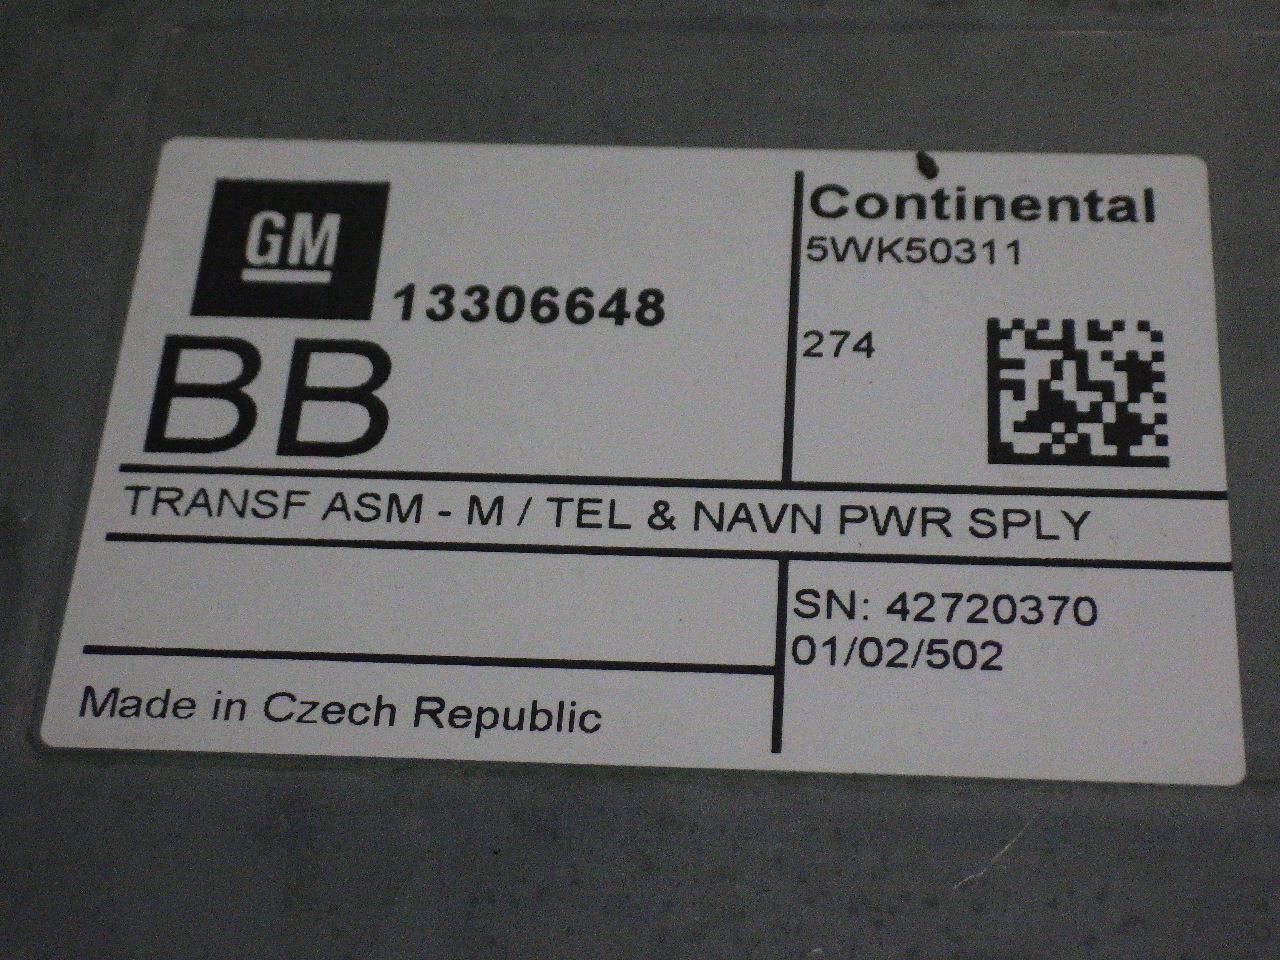 GM
13306648
BB
Continental
5WK50311
274
TRANSF ASM - M / TEL & NAVN PWR SPLY
SN: 42720370
01/02/502
Made in Czech Republic